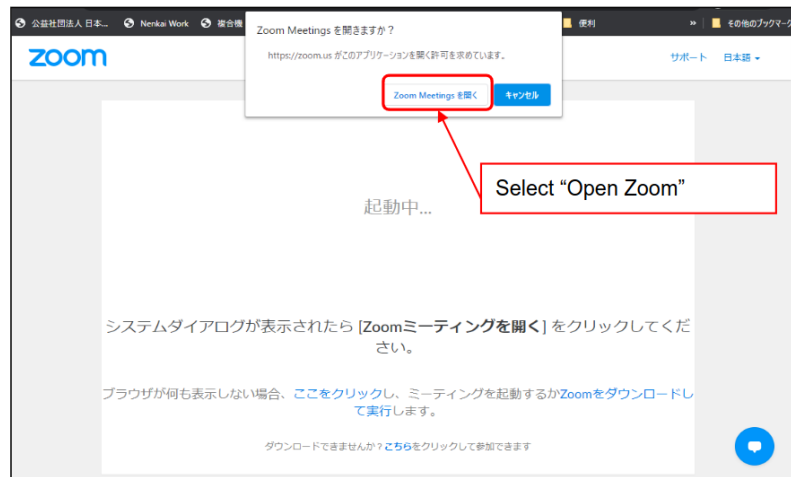 公益社団法人 日本... Nenkai Work 複合機 便利 » その他のブックマーク
Zoom Meetings を開きますか？
https://zoom.us がこのアプリケーションを開く許可を求めています。
Zoom Meetings を開く キャンセル
zoom サポート 日本語
Select “Open Zoom”
起動中...
システムダイアログが表示されたら [Zoomミーティングを開く] をクリックしてくだ
さい。
ブラウザが何も表示しない場合、ここをクリックし、ミーティングを起動するかZoomをダウンロードし
て実行します。
ダウンロードできませんか？こちらをクリックして参加できます